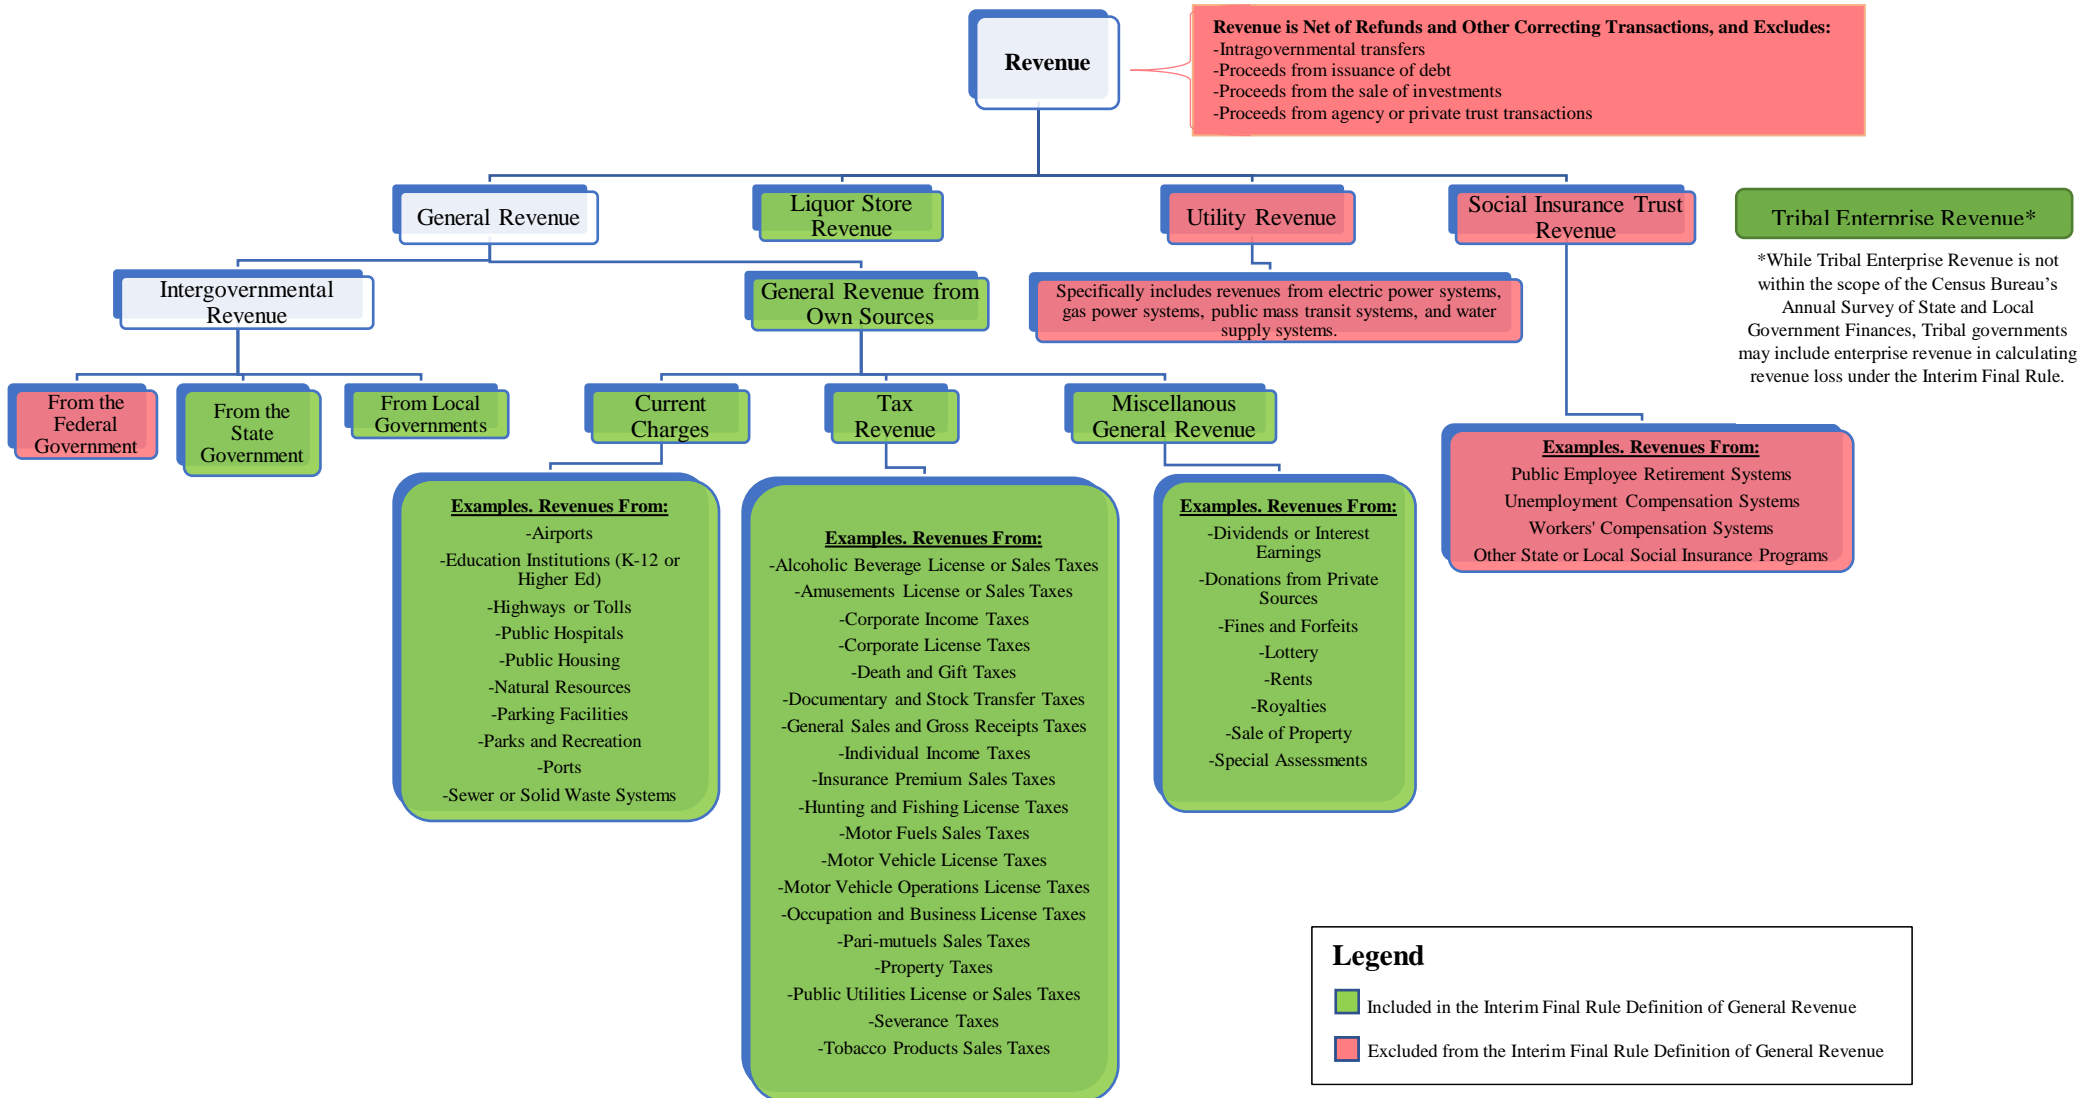 Revenue
Revenue is Net of Refunds and Other Correcting Transactions, and Excludes:
-Intragovernmental transfers
-Proceeds from issuance of debt
-Proceeds from the sale of investments
-Proceeds from agency or private trust transactions
General Revenue
Liquor Store
Revenue
Utility Revenue
Social Insurance Trust
Revenue
Tribal Enterprise Revenue*
*While Tribal Enterprise Revenue is not
within the scope of the Census Bureau’s
Annual Survey of State and Local
Government Finances, Tribal governments
may include enterprise revenue in calculating
revenue loss under the Interim Final Rule.
Intergovernmental
Revenue
General Revenue from
Own Sources
Specifically includes revenues from electric power systems,
gas power systems, public mass transit systems, and water
supply systems.
From the
Federal
Government
From the
State
Government
From Local
Governments
Current
Charges
Tax
Revenue
Miscellanous
General Revenue
Examples. Revenues From:
-Airports
-Education Institutions (K-12 or
Higher Ed)
-Highways or Tolls
-Public Hospitals
-Public Housing
-Natural Resources
-Parking Facilities
-Parks and Recreation
-Ports
-Sewer or Solid Waste Systems
Examples. Revenues From:
-Alcoholic Beverage License or Sales Taxes
-Amusements License or Sales Taxes
-Corporate Income Taxes
-Corporate License Taxes
-Death and Gift Taxes
-Documentary and Stock Transfer Taxes
-General Sales and Gross Receipts Taxes
-Individual Income Taxes
-Insurance Premium Sales Taxes
-Hunting and Fishing License Taxes
-Motor Fuels Sales Taxes
-Motor Vehicle License Taxes
-Motor Vehicle Operations License Taxes
-Occupation and Business License Taxes
-Pari-mutuels Sales Taxes
-Property Taxes
-Public Utilities License or Sales Taxes
-Severance Taxes
-Tobacco Products Sales Taxes
Examples. Revenues From:
-Dividends or Interest
Earnings
-Donations from Private
Sources
-Fines and Forfeits
-Lottery
-Rents
-Royalties
-Sale of Property
-Special Assessments
Examples. Revenues From:
Public Employee Retirement Systems
Unemployment Compensation Systems
Workers' Compensation Systems
Other State or Local Social Insurance Programs
Legend
Included in the Interim Final Rule Definition of General Revenue
Excluded from the Interim Final Rule Definition of General Revenue